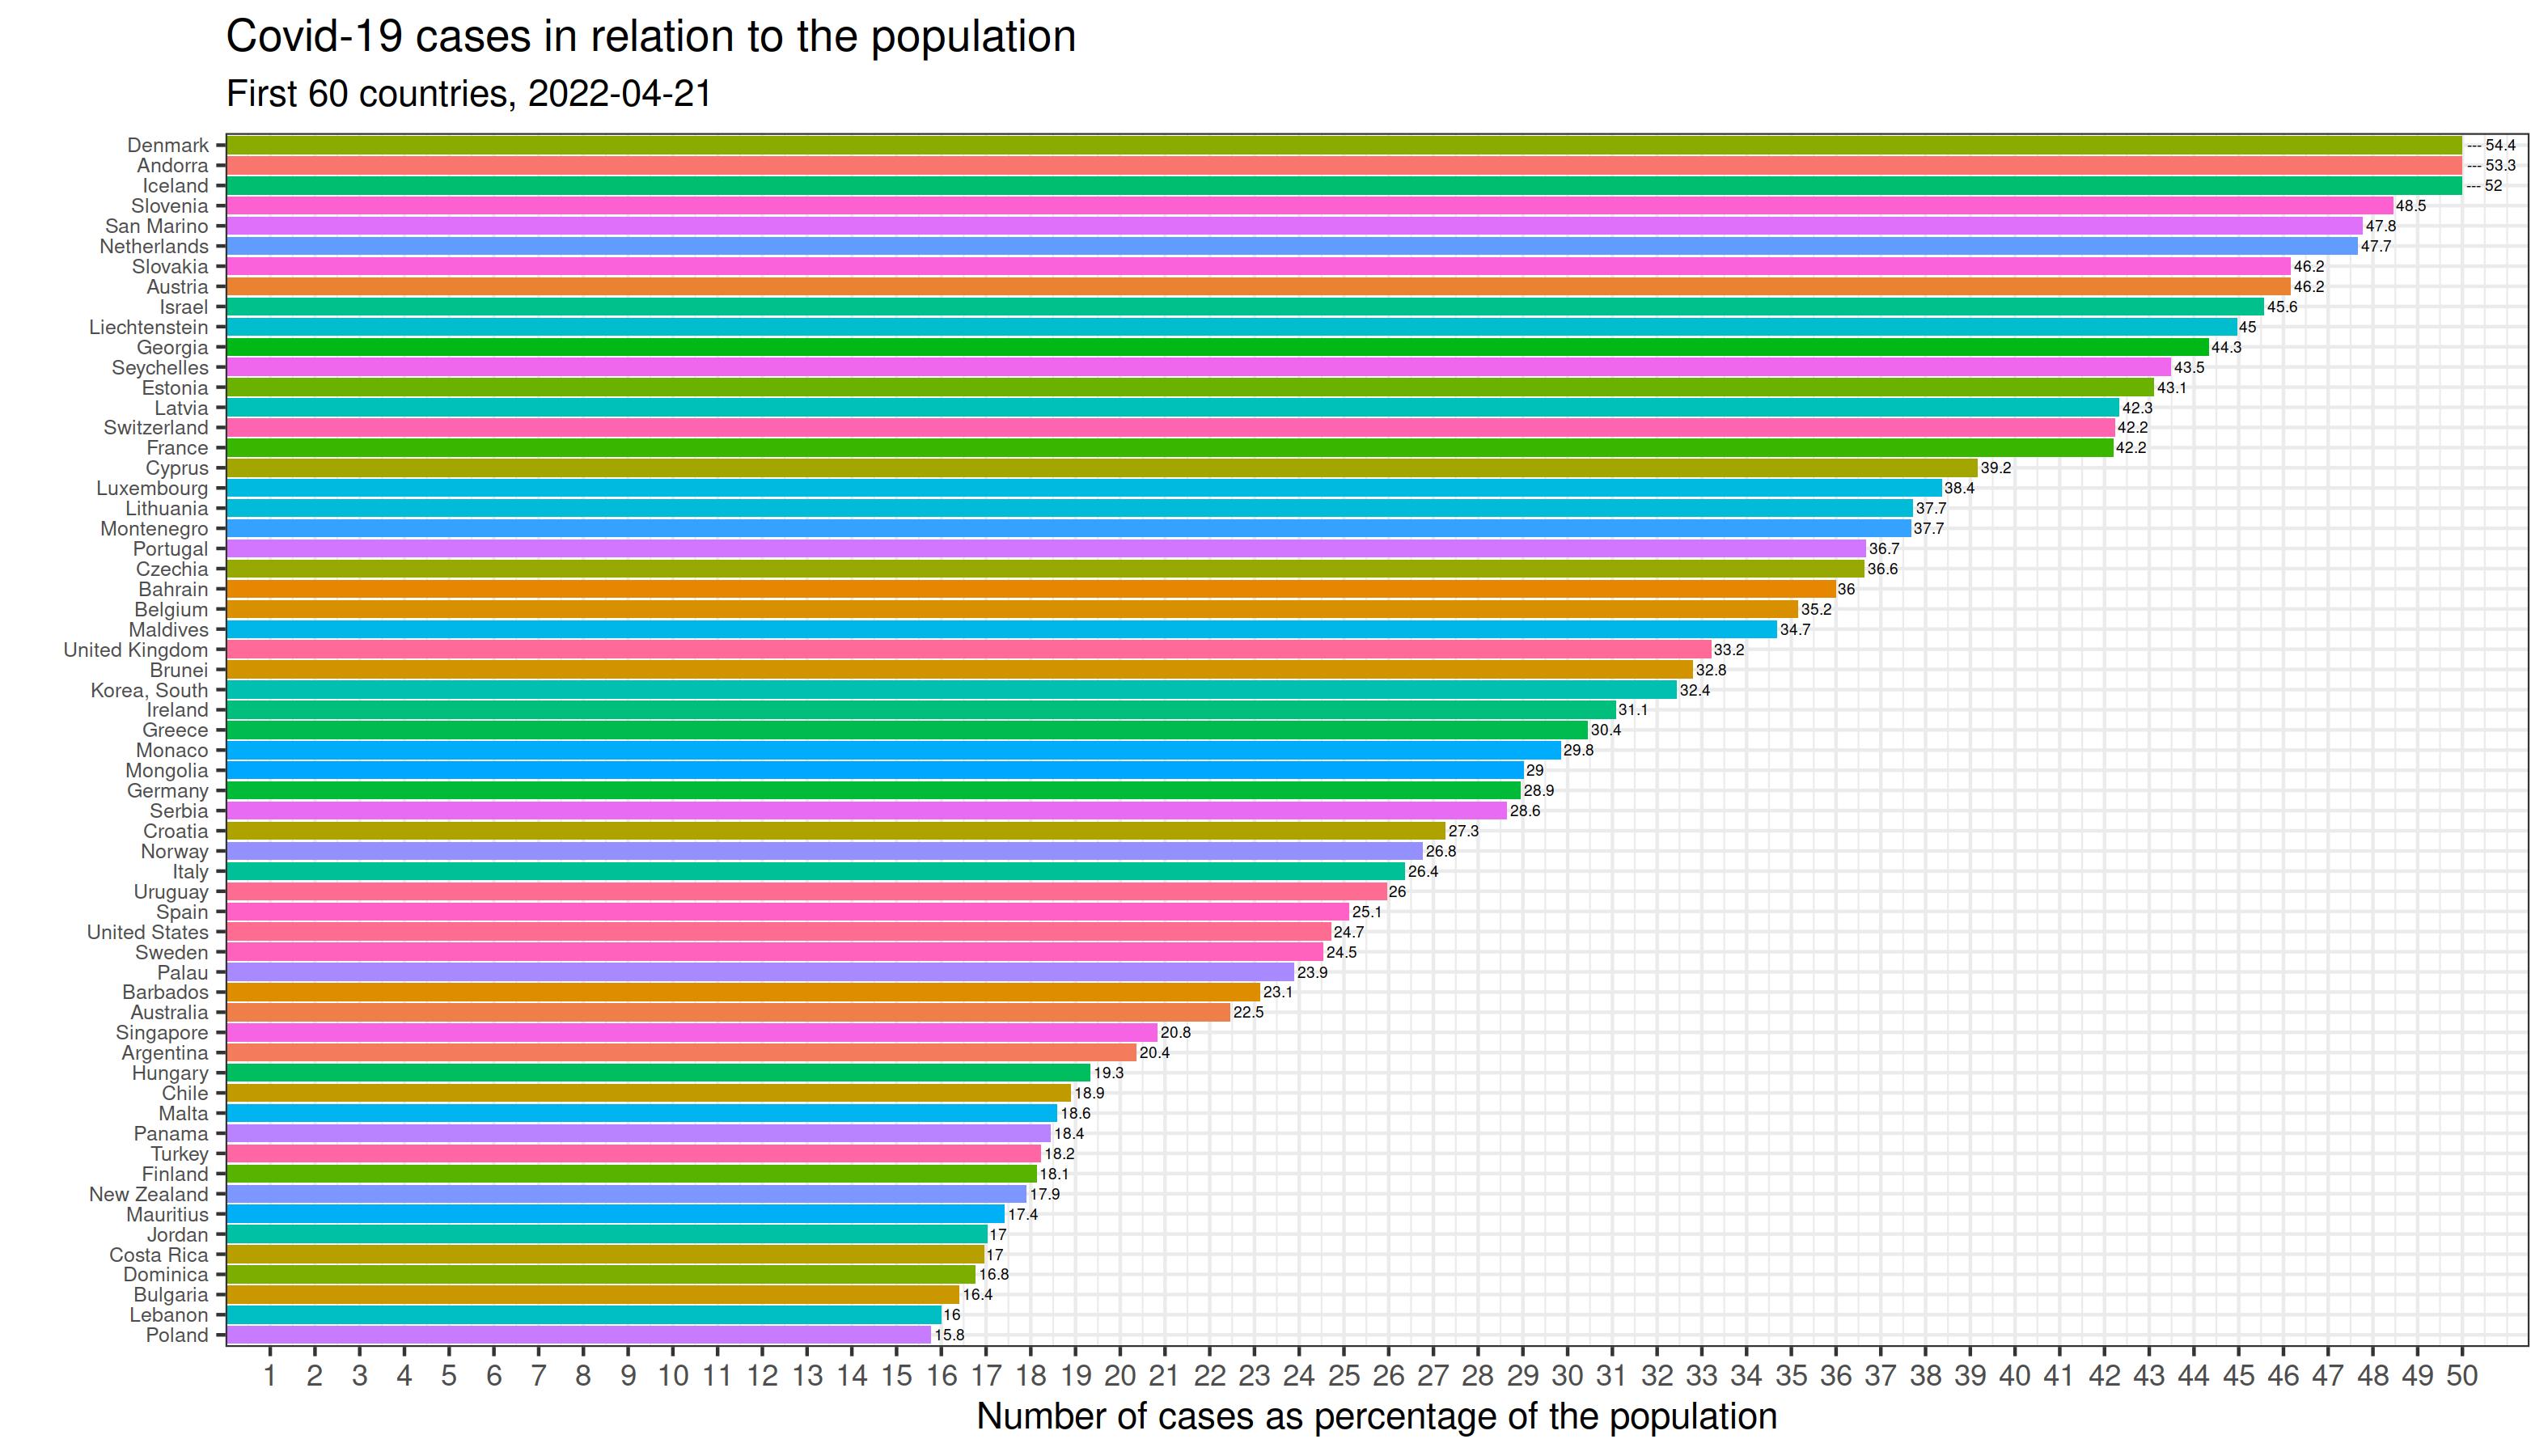 Covid-19 cases in relation to the population
First 60 countries, 2022-04-21
Denmark --- 54.4
Andorra --- 53.3
Iceland --- 52
Slovenia 48.5
San Marino 47.8
Netherlands 47.7
Slovakia 46.2
Austria 46.2
Israel 45.6
Liechtenstein 45
Georgia 44.3
Seychelles 43.5
Estonia 43.1
Latvia 42.3
Switzerland 42.2
France 42.2
Cyprus 39.2
Luxembourg 38.4
Lithuania 37.7
Montenegro 37.7
Portugal 36.7
Czechia 36.6
Bahrain 36
Belgium 35.2
Maldives 34.7
United Kingdom 33.2
Brunei 32.8
Korea, South 32.4
Ireland 31.1
Greece 30.4
Monaco 29.8
Mongolia 29
Germany 28.9
Serbia 28.6
Croatia 27.3
Norway 26.8
Italy 26.4
Uruguay 26
Spain 25.1
United States 24.7
Sweden 24.5
Palau 23.9
Barbados 23.1
Australia 22.5
Singapore 20.8
Argentina 20.4
Hungary 19.3
Chile 18.9
Malta 18.6
Panama 18.4
Turkey 18.2
Finland 18.1
New Zealand 17.9
Mauritius 17.4
Jordan 17
Costa Rica 17
Dominica 16.8
Bulgaria 16.4
Lebanon 16
Poland 15.8
1 2 3 4 5 6 7 8 9 10 11 12 13 14 15 16 17 18 19 20 21 22 23 24 25 26 27 28 29 30 31 32 33 34 35 36 37 38 39 40 41 42 43 44 45 46 47 48 49 50
Number of cases as percentage of the population